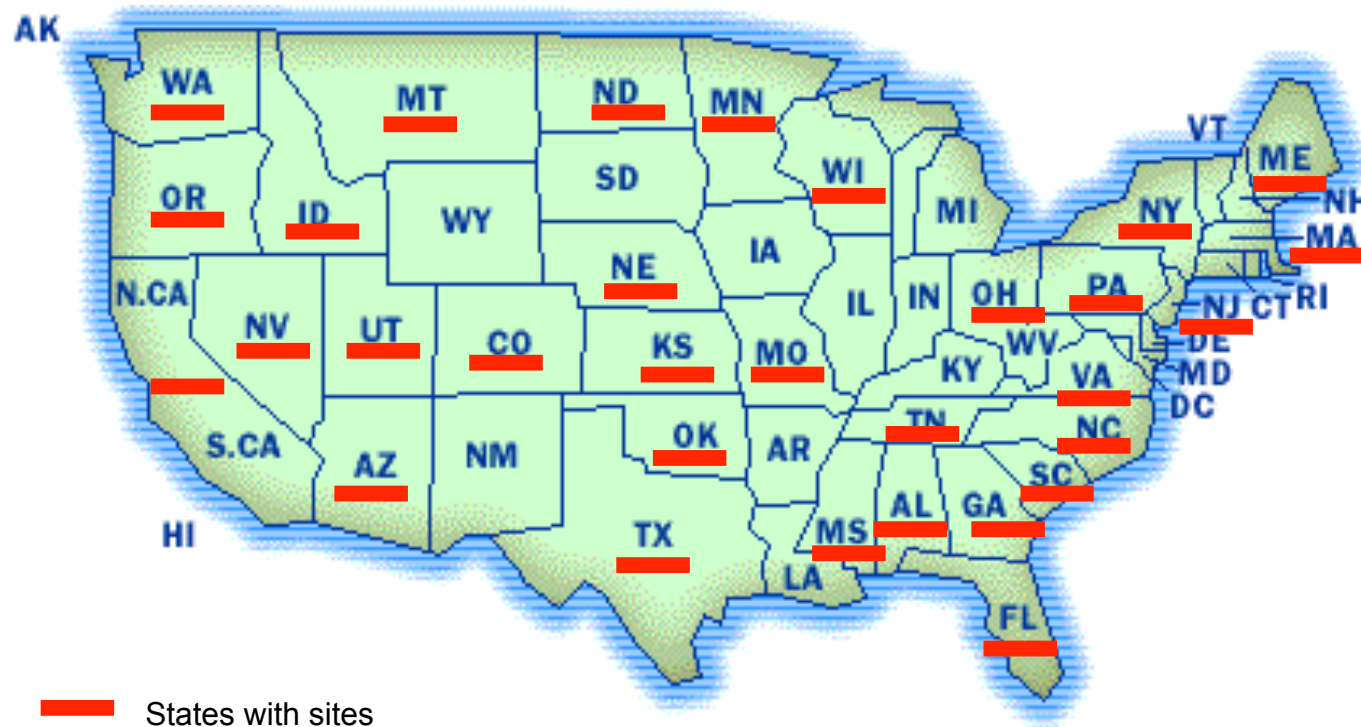 AK
WA
MT
ND
MN
VT
ME
OR
ID
WY
SD
WI
MI
NY
NH
MA
N.CA
NV
UT
CO
NE
IA
IL
IN
OH
PA
NJ
CT
RI
KS
MO
KY
WV
VA
DE
MD
DC
S.CA
AZ
NM
OK
AR
TN
NC
SC
HI
TX
LA
MS
AL
GA
FL
States with sites